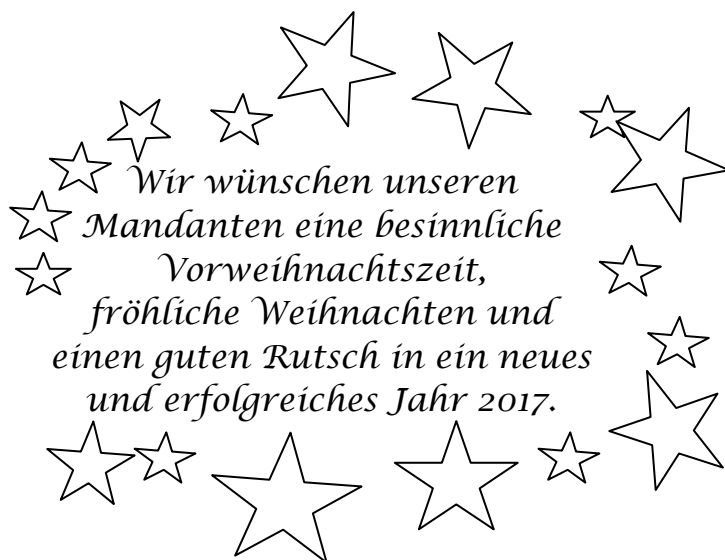 Wir wünschen unseren
Mandanten eine besinnliche
Vorweihnachtszeit,
fröhliche Weihnachten und
einen guten Rutsch in ein neues
und erfolgreiches Jahr 2017.